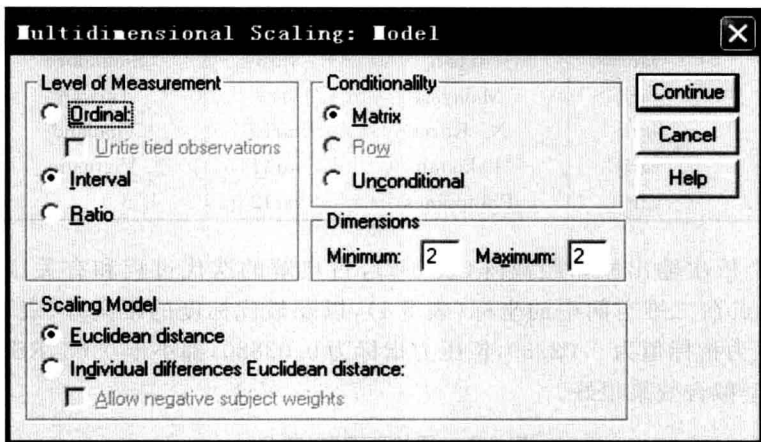 Multidimensional Scaling: Model
Level of Measurement
Ordinal:
Untie tied observations
Interval
Ratio
Conditionalilty
Matrix
Row
Unconditional
Dimensions
Minimum: 2 Maximum: 2
Scaling Model
Euclidean distance
Individual differences Euclidean distance:
Allow negative subject weights
Continue
Cancel
Help